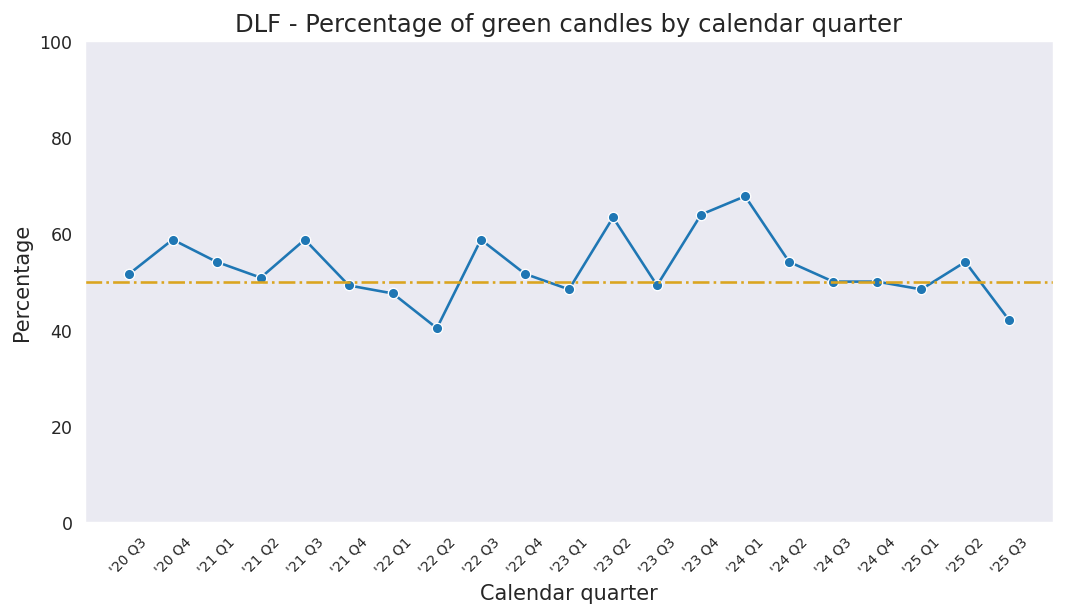 DLF - Percentage of green candles by calendar quarter
100
80
60
40
20
0
Percentage
'20 Q3
'20 Q4
'21 Q1
'21 Q2
'21 Q3
'21 Q4
'22 Q1
'22 Q2
'22 Q3
'22 Q4
'23 Q1
'23 Q2
'23 Q3
'23 Q4
'24 Q1
'24 Q2
'24 Q3
'24 Q4
'25 Q1
'25 Q2
'25 Q3
Calendar quarter